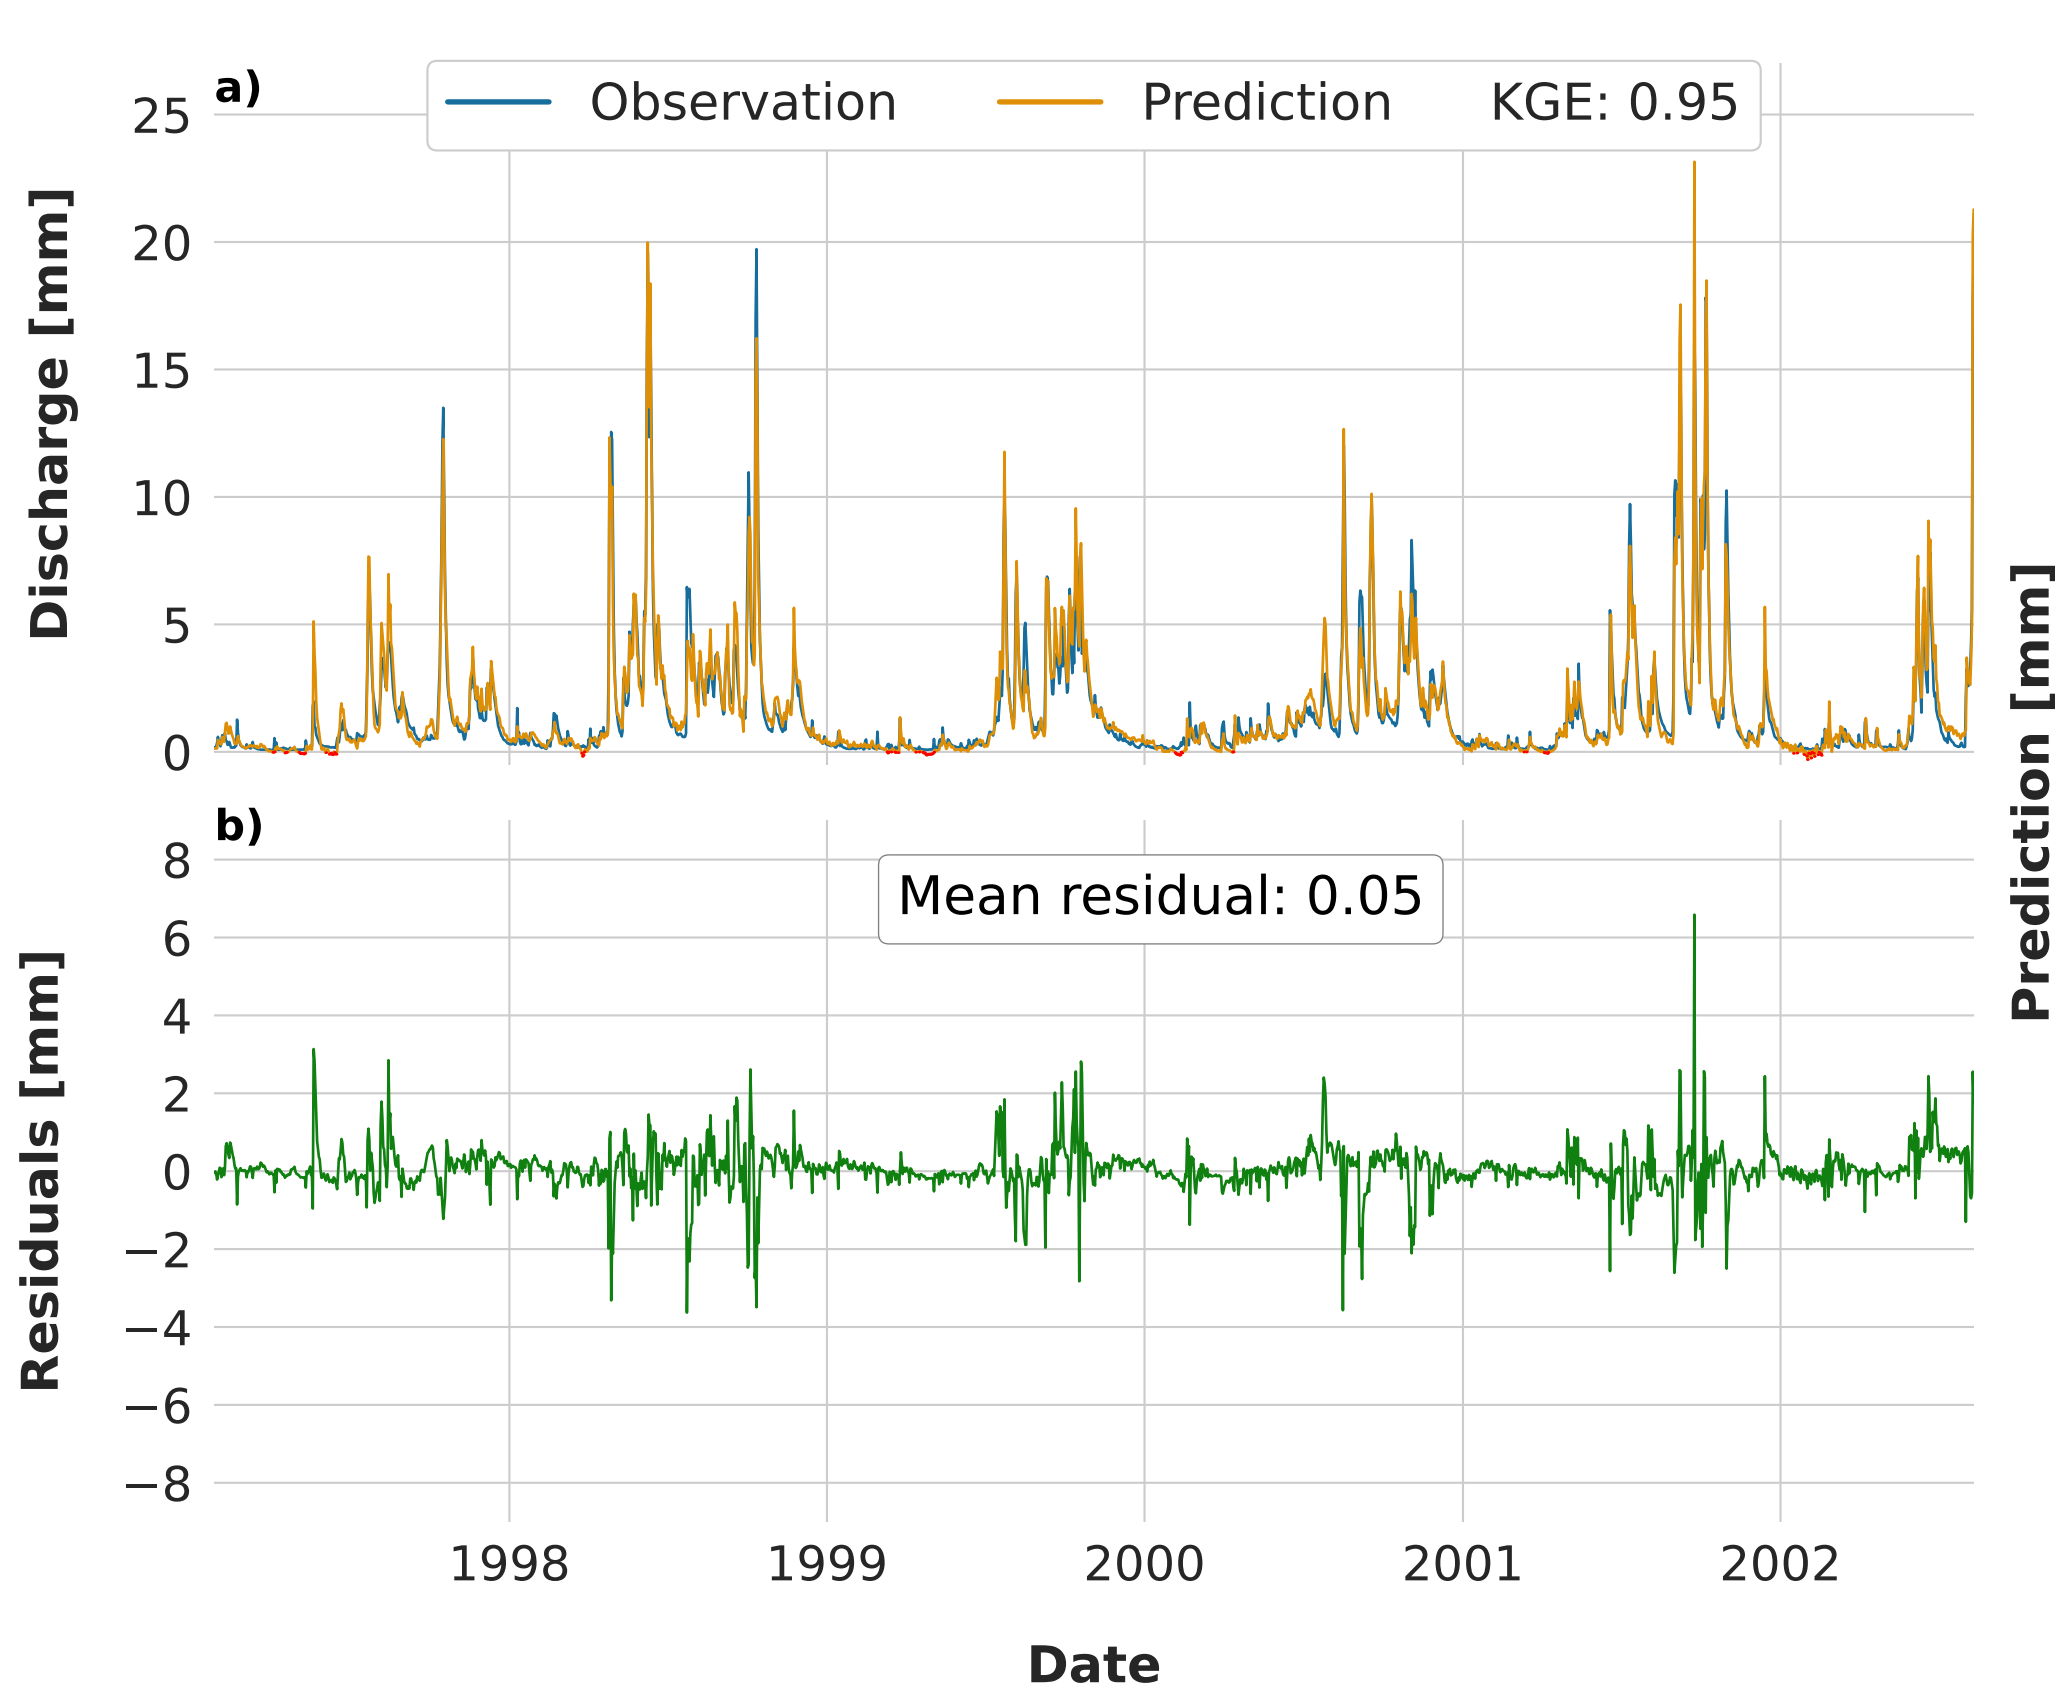 a)
Observation Prediction KGE: 0.95
25
20
15
10
5
0
Discharge [mm]
b)
Mean residual: 0.05
8
6
4
2
0
−2
−4
−6
−8
Residuals [mm]
Prediction [mm]
1998 1999 2000 2001 2002
Date